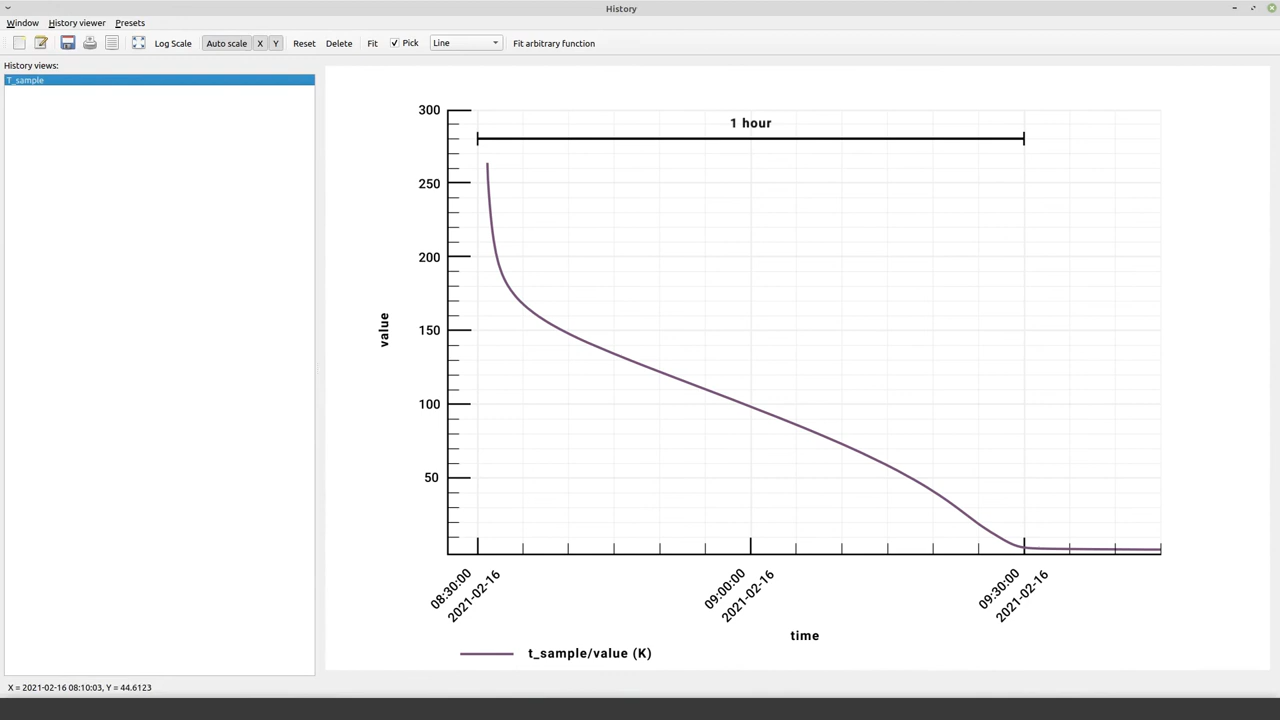 History
Window History viewer Presets
Log Scale Auto scale X Y Reset Delete Fit Pick Line Fit arbitrary function
History views:
T_sample
300
250
200
150
100
50
value
1 hour
08:30:00
2021-02-16
09:00:00
2021-02-16
09:30:00
2021-02-16
time
t_sample/value (K)
X = 2021-02-16 08:10:03, Y = 44.6123